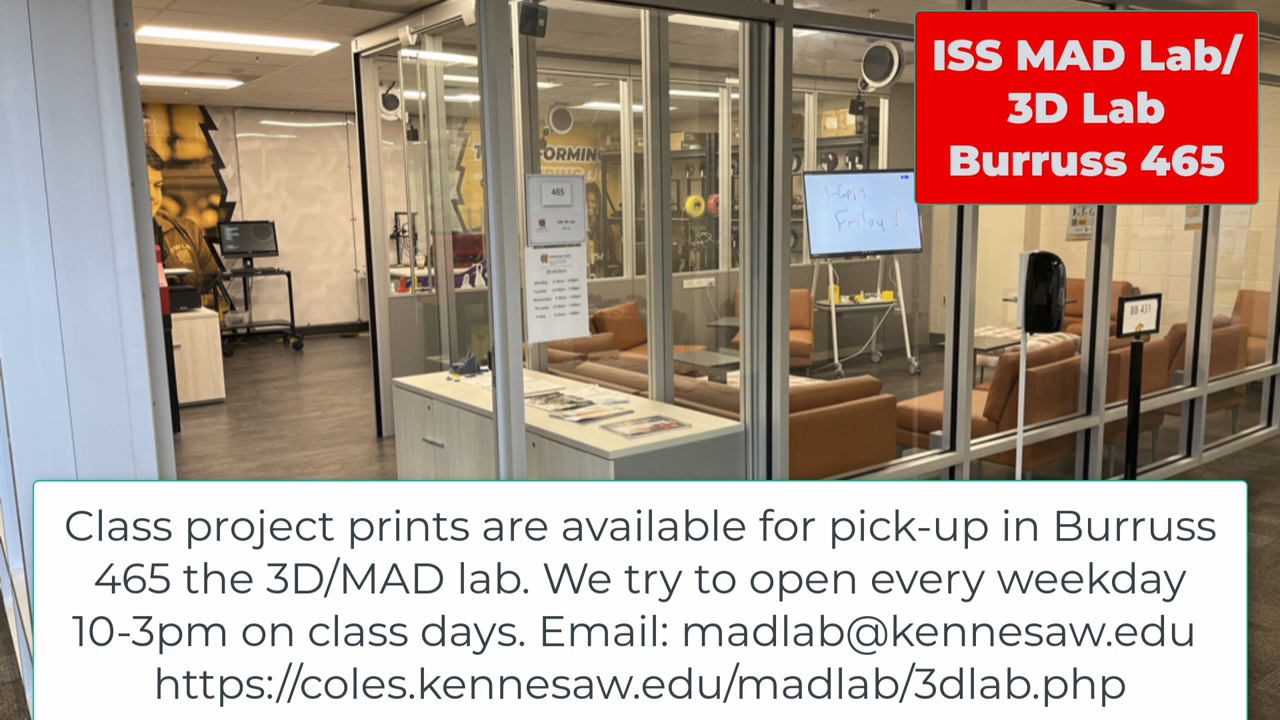 ISS MAD Lab/
3D Lab
Burruss 465
ORMING
465
Happy
Friday!
BB 431
Class project prints are available for pick-up in Burruss
465 the 3D/MAD lab. We try to open every weekday
10-3pm on class days. Email: madlab@kennesaw.edu
https://coles.kennesaw.edu/madlab/3dlab.php